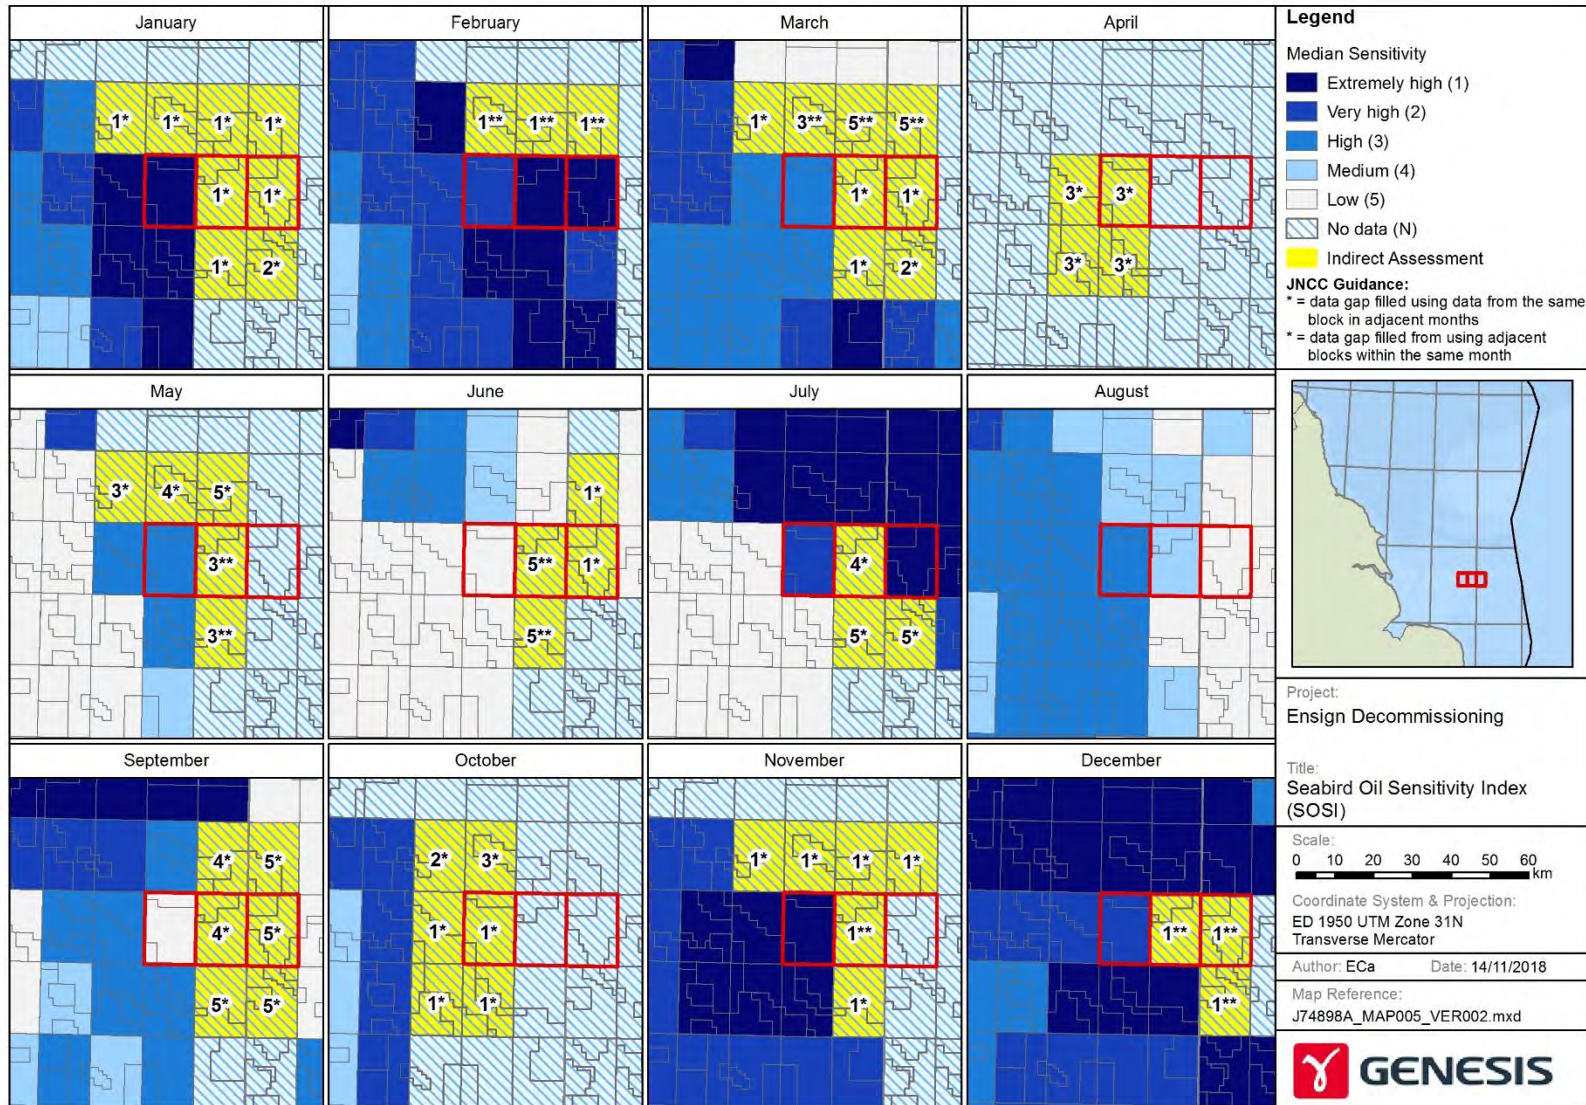 January
February
March
April
1* 1* 1* 1*
1* 1*
1* 2*
1** 1** 1**
1* 3** 5** 5**
1* 1*
1* 2*
3* 3*
3* 3*
May
June
July
August
3* 4* 5*
3**
3**
1*
5** 1*
5**
4*
5* 5*
September
October
November
December
4* 5*
4* 5*
5* 5*
2* 3*
1* 1*
1* 1*
1* 1* 1* 1*
1**
1*
1** 1**
1**
Legend
Median Sensitivity
Extremely high (1)
Very high (2)
High (3)
Medium (4)
Low (5)
No data (N)
Indirect Assessment
JNCC Guidance:
* = data gap filled using data from the same
block in adjacent months
* = data gap filled from using adjacent
blocks within the same month
Project:
Ensign Decommissioning
Title:
Seabird Oil Sensitivity Index
(SOSI)
Scale:
0 10 20 30 40 50 60
km
Coordinate System & Projection:
ED 1950 UTM Zone 31N
Transverse Mercator
Author: ECa Date: 14/11/2018
Map Reference:
J74898A_MAP005_VER002.mxd
GENESIS